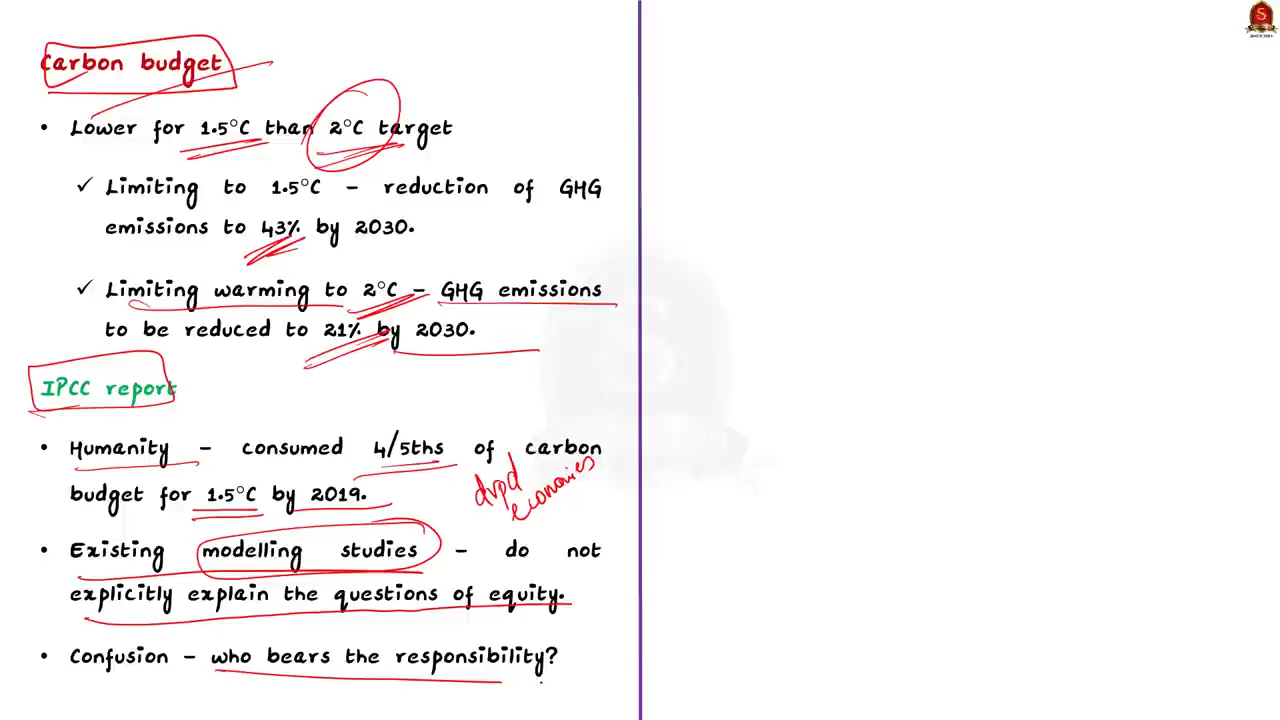 Carbon budget
• Lower for 1.5°C than 2°C target
✓ Limiting to 1.5°C – reduction of GHG
emissions to 43% by 2030.
✓ Limiting warming to 2°C – GHG emissions
to be reduced to 21% by 2030.
IPCC report
• Humanity – consumed 4/5ths of carbon
budget for 1.5°C by 2019.
dvpd
economies
• Existing modelling studies – do not
explicitly explain the questions of equity.
• Confusion – who bears the responsibility?